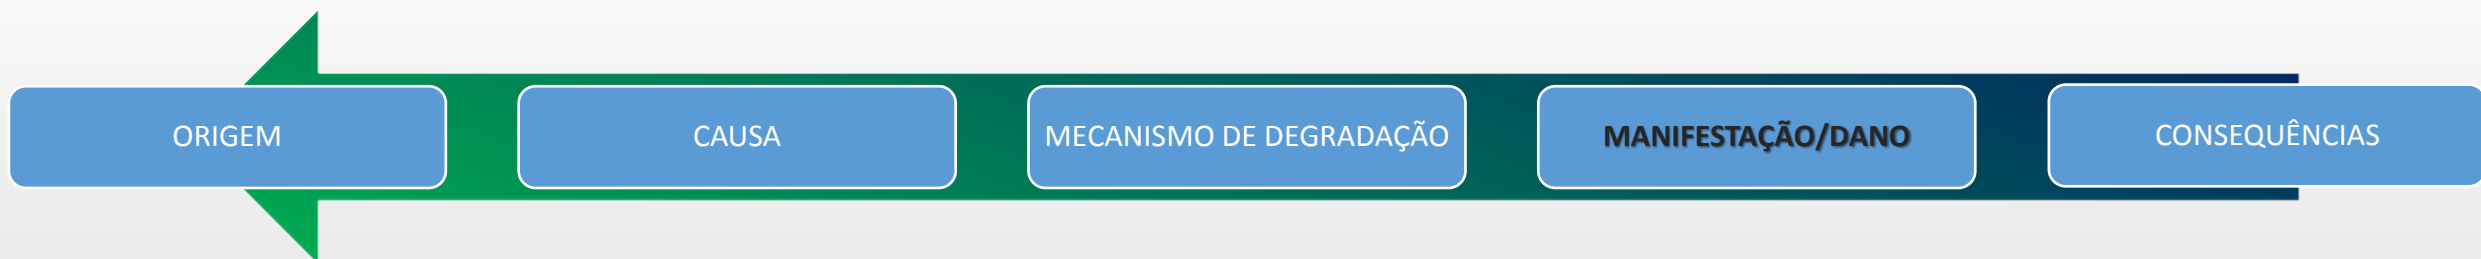 ORIGEM
CAUSA
MECANISMO DE DEGRADAÇÃO
MANIFESTAÇÃO/DANO
CONSEQUÊNCIAS